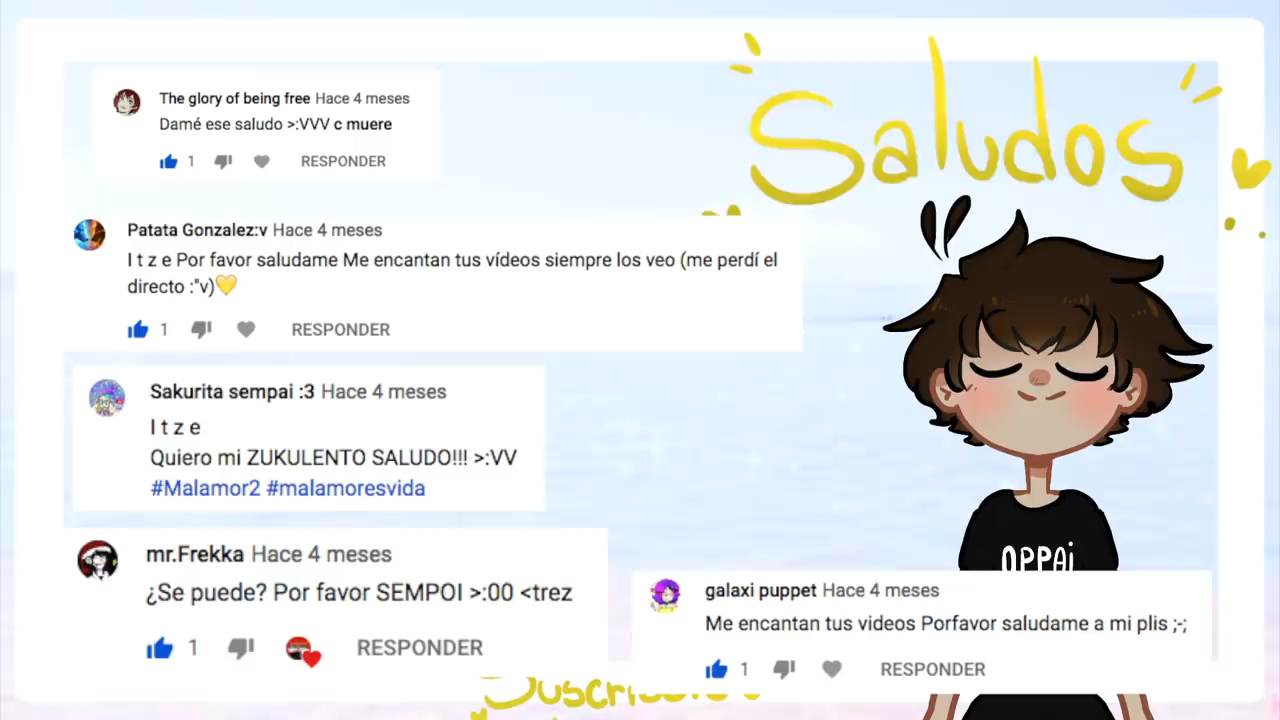 Saludos
The glory of being free Hace 4 meses
Damé ese saludo >:VVV c muere
1 RESPONDER
Patata Gonzalez:v Hace 4 meses
I t z e Por favor saludame Me encantan tus vídeos siempre los veo (me perdí el
directo :"v)💛
1 RESPONDER
Sakurita sempai :3 Hace 4 meses
I t z e
Quiero mi ZUKULENTO SALUDO!!! >:VV
#Malamor2 #malamoresvida
mr.Frekka Hace 4 meses
¿Se puede? Por favor SEMPOI >:00 <trez
1 RESPONDER
OPPAi
galaxi puppet Hace 4 meses
Me encantan tus videos Porfavor saludame a mi plis ;-;
1 RESPONDER